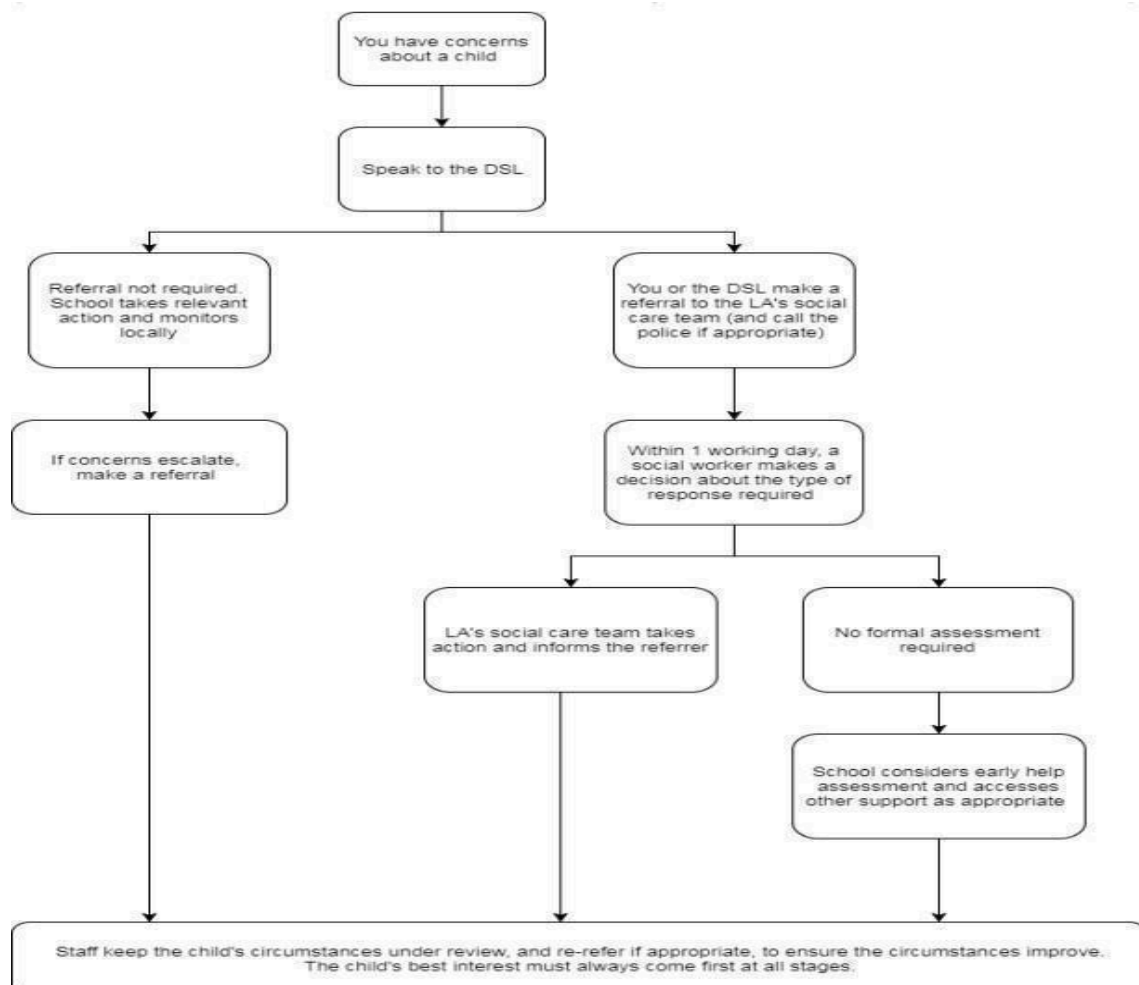 You have concerns
about a child
Speak to the DSL
Referral not required.
School takes relevant
action and monitors
locally
You or the DSL make a
referral to the LA's social
care team (and call the
police if appropriate)
If concerns escalate,
make a referral
Within 1 working day, a
social worker makes a
decision about the type of
response required
LA's social care team takes
action and informs the referrer
No formal assessment
required
School considers early help
assessment and accesses
other support as appropriate
Staff keep the child's circumstances under review, and re-refer if appropriate, to ensure the circumstances improve.
The child's best interest must always come first at all stages.